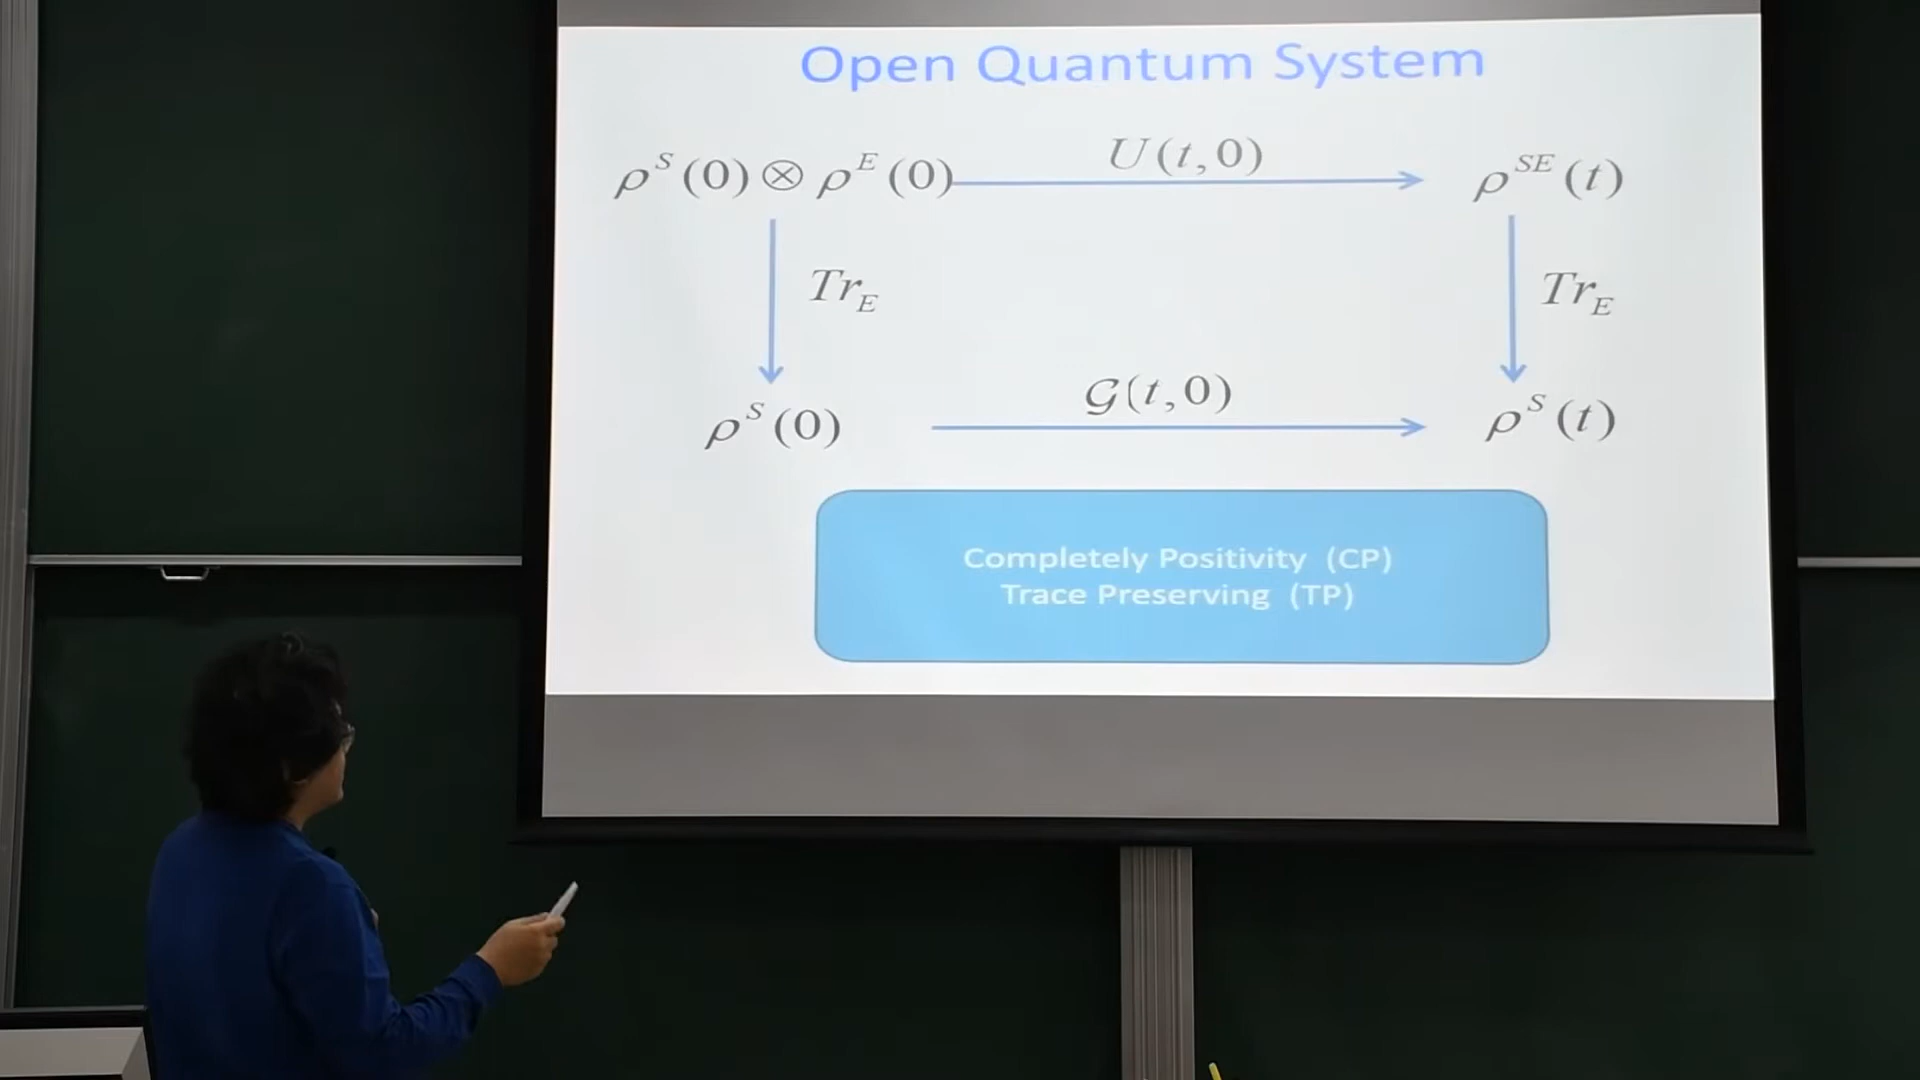 Open Quantum System
ρ^S(0) ⊗ ρ^E(0) U(t,0) ρ^{SE}(t)
Tr_E Tr_E
ρ^S(0) 𝒢(t,0) ρ^S(t)
Completely Positivity (CP)
Trace Preserving (TP)